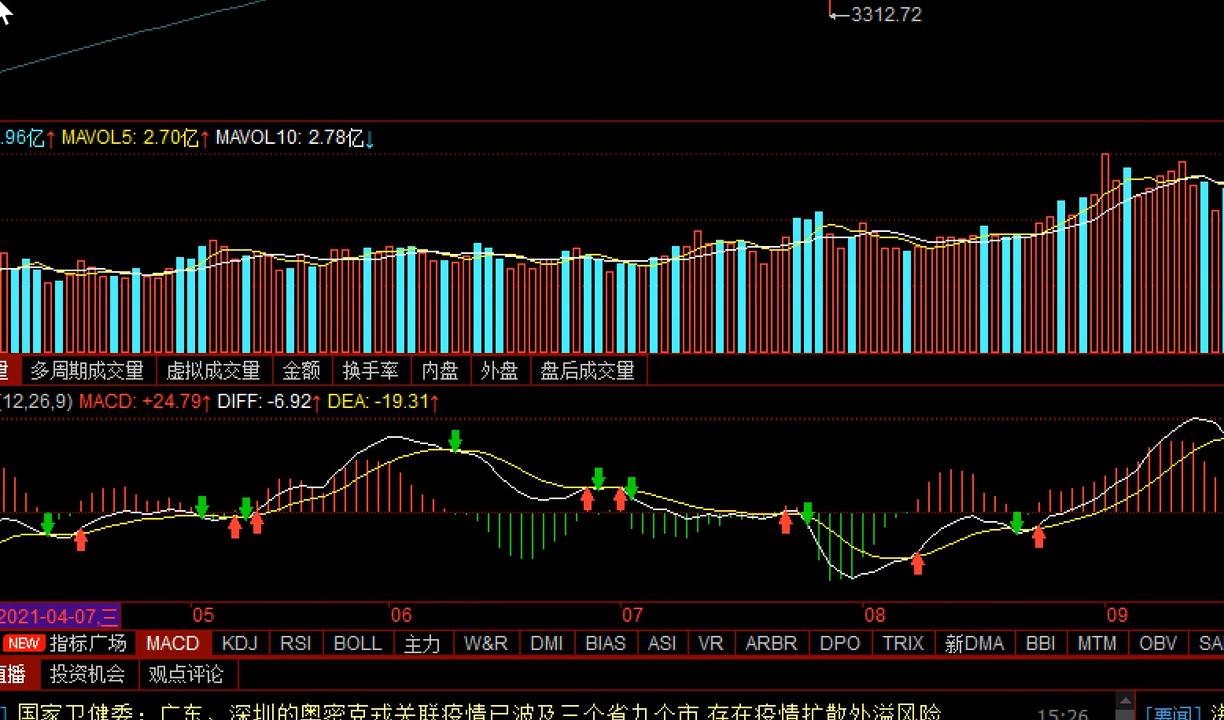 3312.72
.96亿↑ MAVOL5: 2.70亿↑ MAVOL10: 2.78亿↓
量 多周期成交量 虚拟成交量 金额 换手率 内盘 外盘 盘后成交量
(12,26,9) MACD: +24.79↑ DIFF: -6.92↑ DEA: -19.31↑
2021-04-07,三 05 06 07 08 09
NEW 指标广场 MACD KDJ RSI BOLL 主力 W&R DMI BIAS ASI VR ARBR DPO TRIX 新DMA BBI MTM OBV SA
直播 投资机会 观点评论
] 国家卫健委：广东、深圳的奥密克戎关联疫情已波及三个省九个市 存在疫情扩散外溢风险 15:26 [要闻]